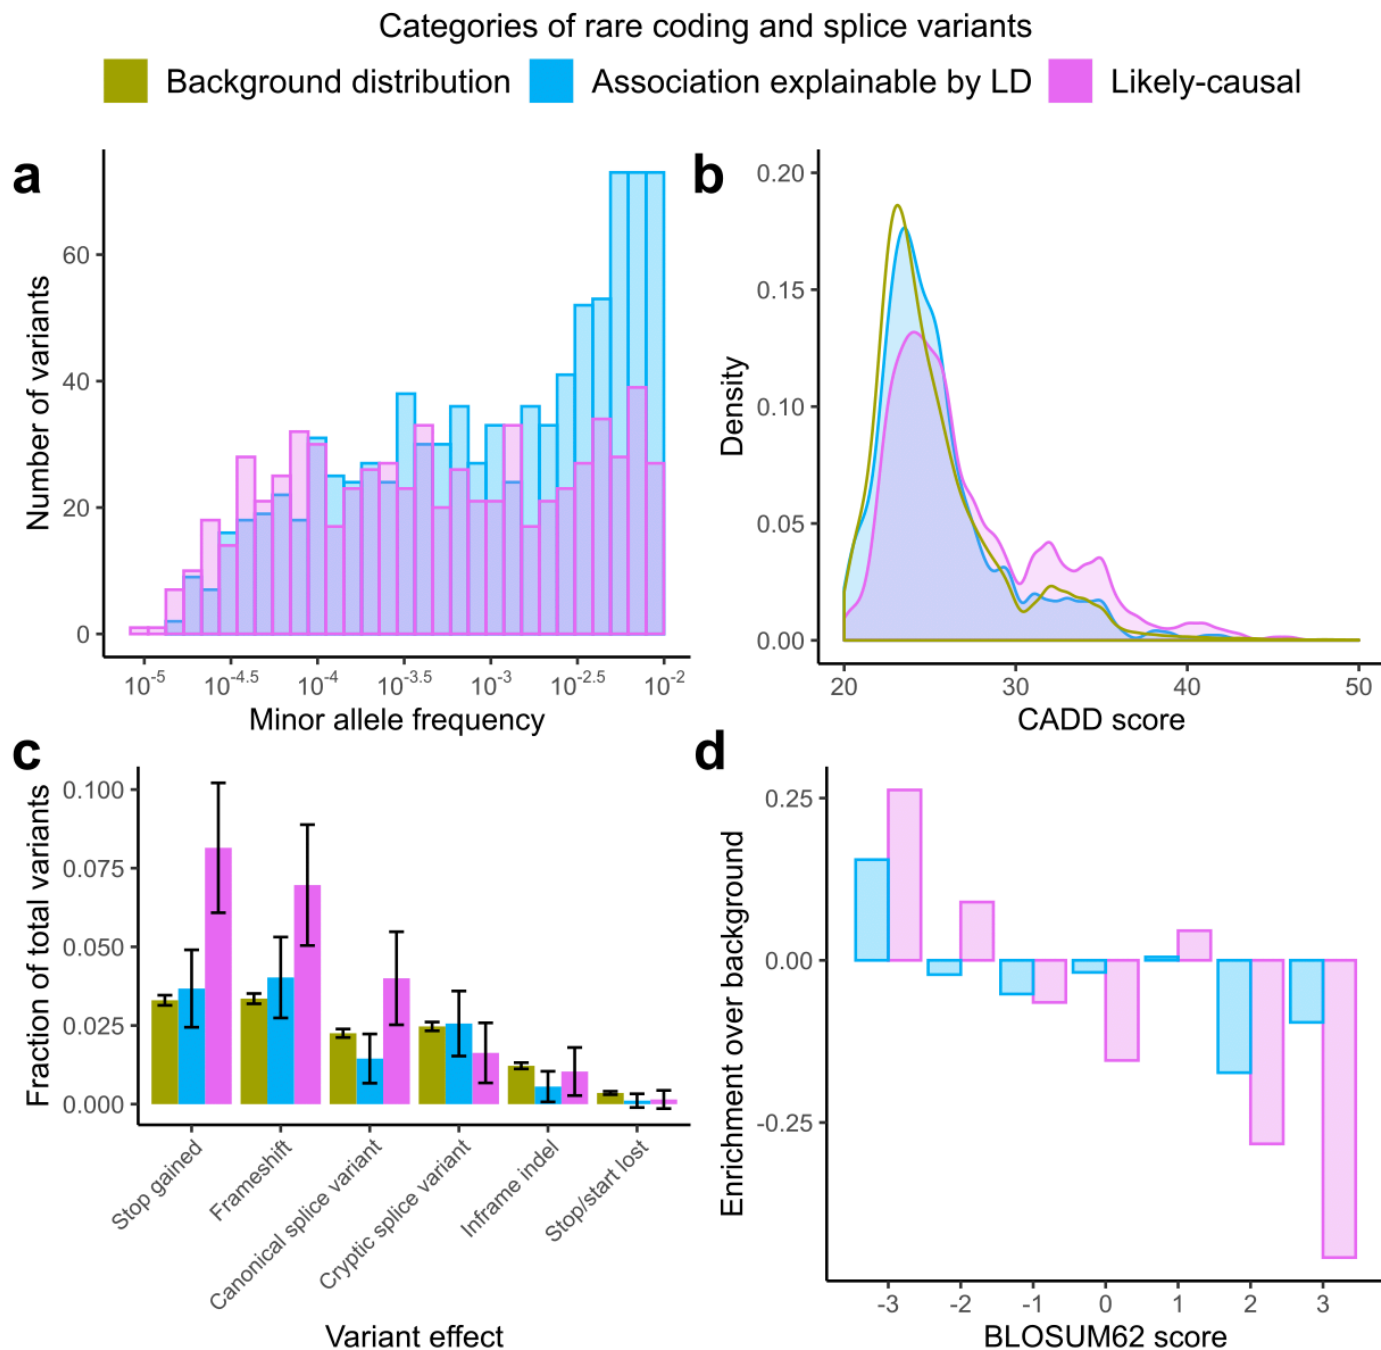 Categories of rare coding and splice variants
Background distribution Association explainable by LD Likely-causal
a
Number of variants
60
40
20
0
10^-5 10^-4.5 10^-4 10^-3.5 10^-3 10^-2.5 10^-2
Minor allele frequency
b
Density
0.20
0.15
0.10
0.05
0.00
20 30 40 50
CADD score
c
Fraction of total variants
0.100
0.075
0.050
0.025
0.000
Stop gained
Frameshift
Canonical splice variant
Cryptic splice variant
Inframe indel
Stop/start lost
Variant effect
d
Enrichment over background
0.25
0.00
-0.25
-3 -2 -1 0 1 2 3
BLOSUM62 score